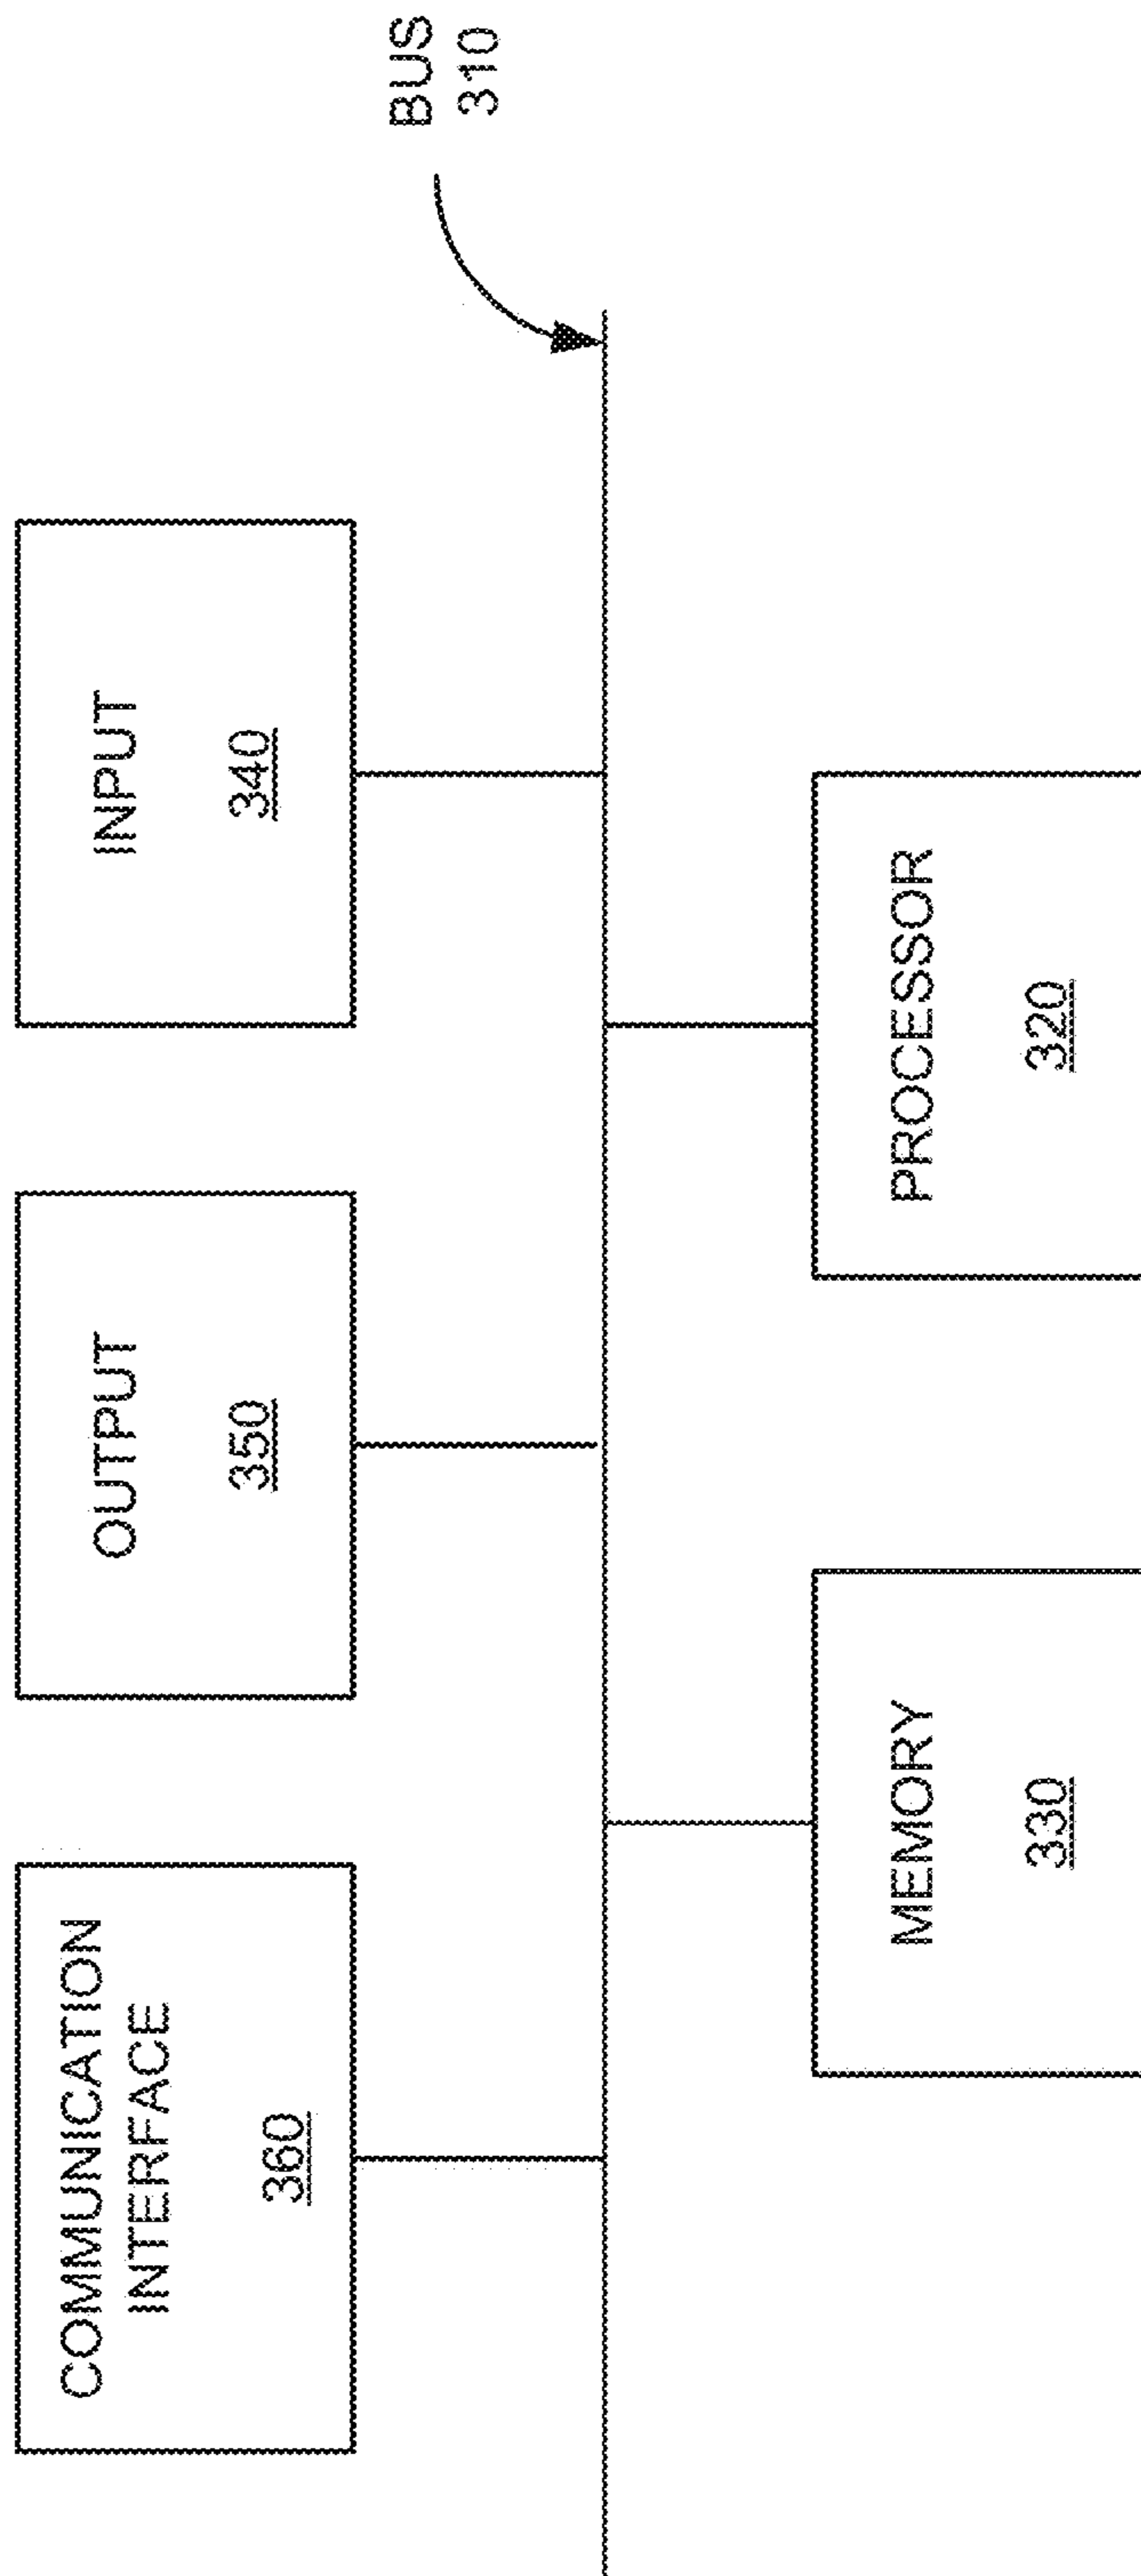 COMMUNICATION
INTERFACE
360
OUTPUT
350
INPUT
340
BUS
310
MEMORY
330
PROCESSOR
320